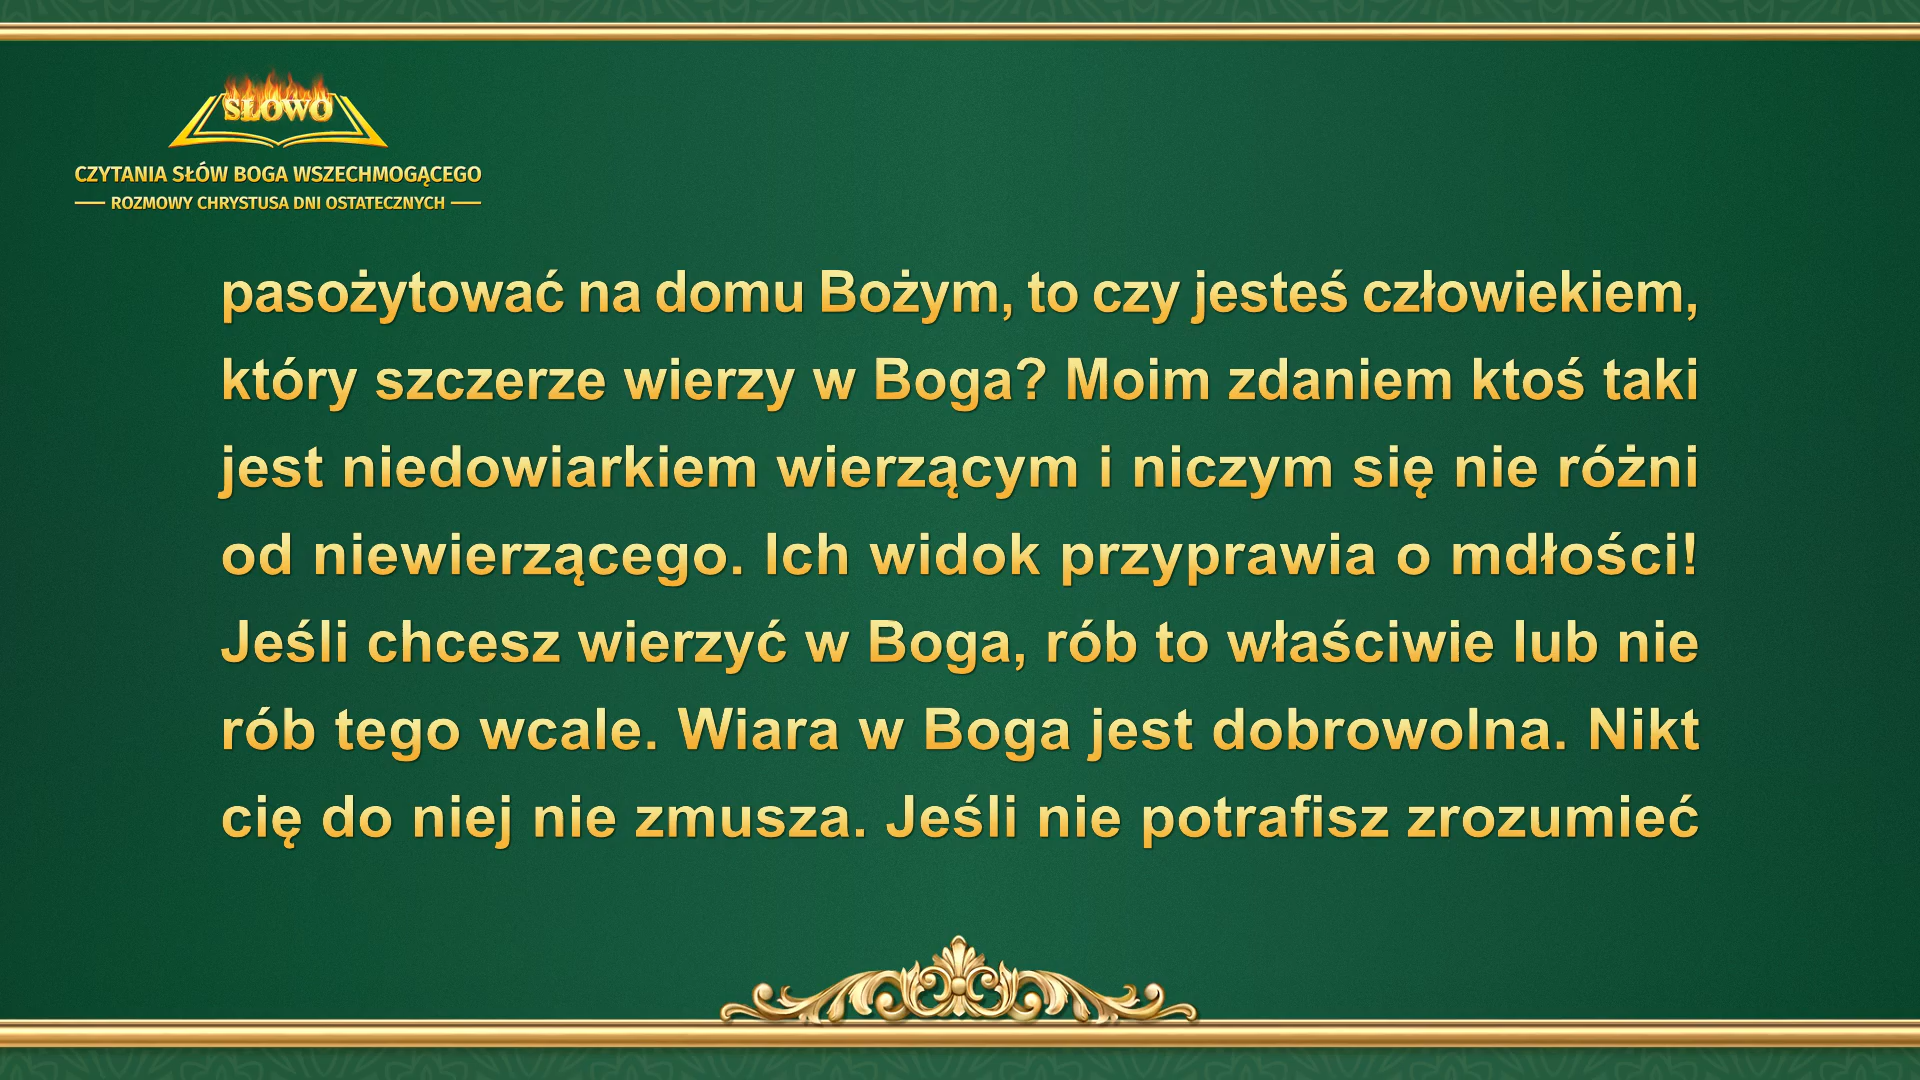 SŁOWO
CZYTANIA SŁÓW BOGA WSZECHMOGĄCEGO
ROZMOWY CHRYSTUSA DNI OSTATECZNYCH
pasożytować na domu Bożym, to czy jesteś człowiekiem,
który szczerze wierzy w Boga? Moim zdaniem ktoś taki
jest niedowiarkiem wierzącym i niczym się nie różni
od niewierzącego. Ich widok przyprawia o mdłości!
Jeśli chcesz wierzyć w Boga, rób to właściwie lub nie
rób tego wcale. Wiara w Boga jest dobrowolna. Nikt
cię do niej nie zmusza. Jeśli nie potrafisz zrozumieć